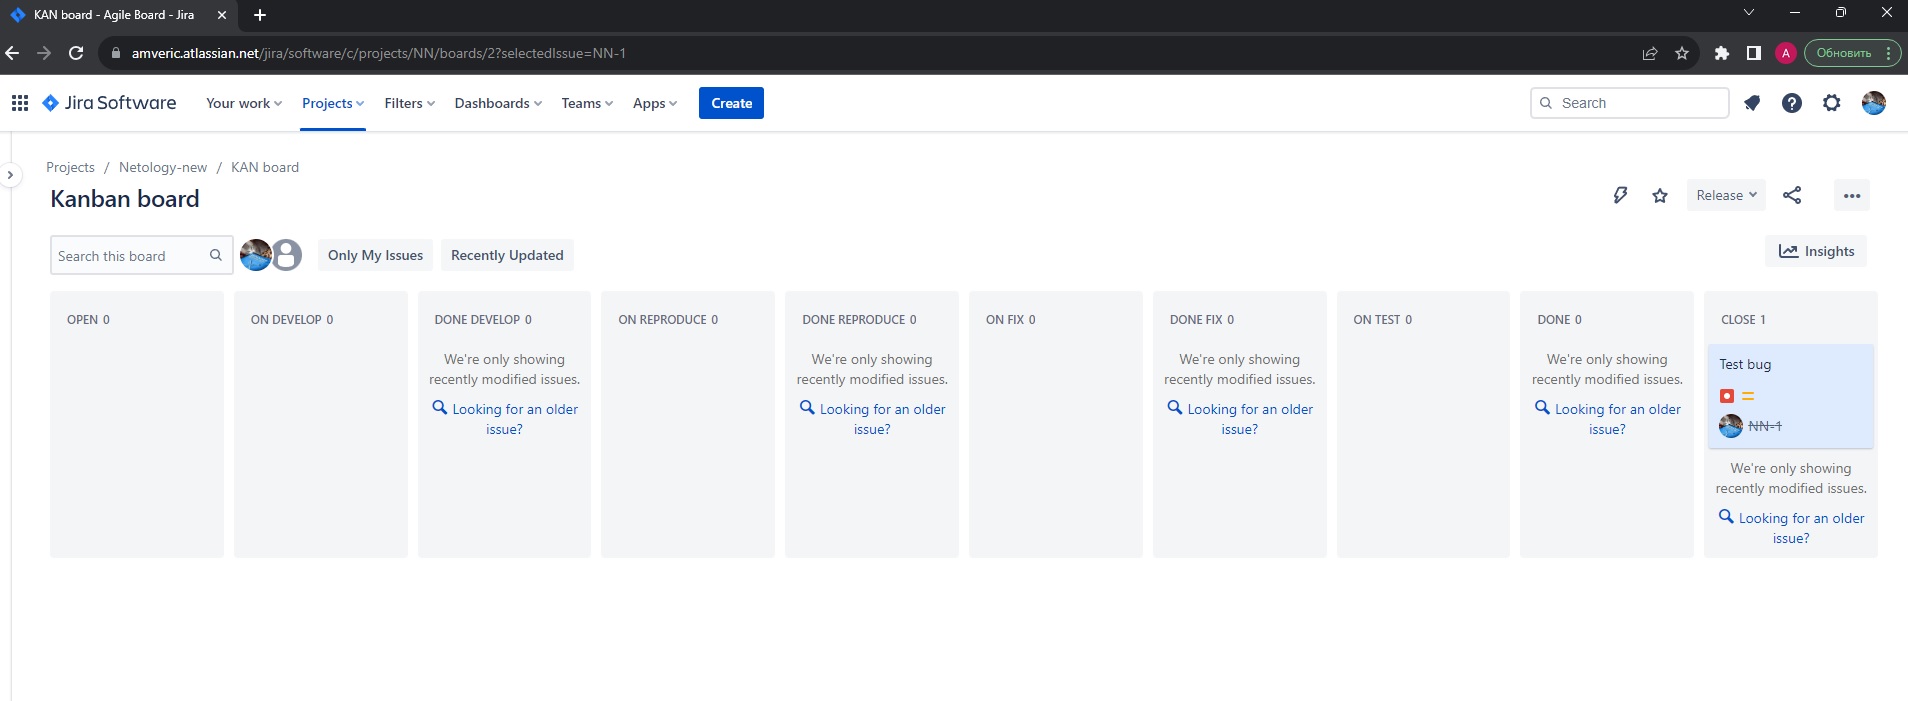 KAN board - Agile Board - Jira
amveric.atlassian.net/jira/software/c/projects/NN/boards/2?selectedIssue=NN-1
A
Обновить
Jira Software
Your work
Projects
Filters
Dashboards
Teams
Apps
Create
Search
Projects / Netology-new / KAN board
Kanban board
Release
Search this board
Only My Issues
Recently Updated
Insights
OPEN 0
ON DEVELOP 0
DONE DEVELOP 0
We're only showing
recently modified issues.
Looking for an older
issue?
ON REPRODUCE 0
DONE REPRODUCE 0
We're only showing
recently modified issues.
Looking for an older
issue?
ON FIX 0
DONE FIX 0
We're only showing
recently modified issues.
Looking for an older
issue?
ON TEST 0
DONE 0
We're only showing
recently modified issues.
Looking for an older
issue?
CLOSE 1
Test bug
NN-1
We're only showing
recently modified issues.
Looking for an older
issue?